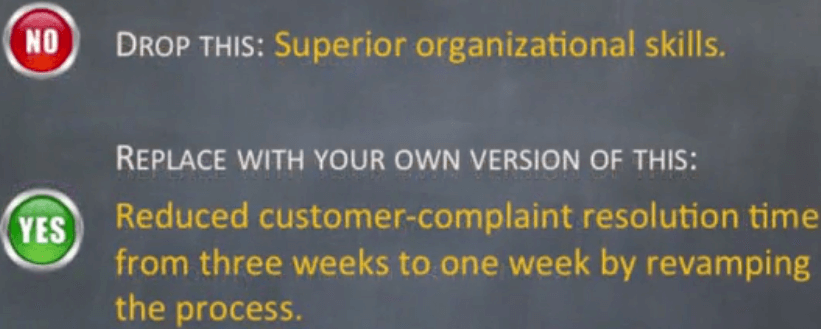 NO
DROP THIS: Superior organizational skills.
REPLACE WITH YOUR OWN VERSION OF THIS:
YES
Reduced customer-complaint resolution time
from three weeks to one week by revamping
the process.